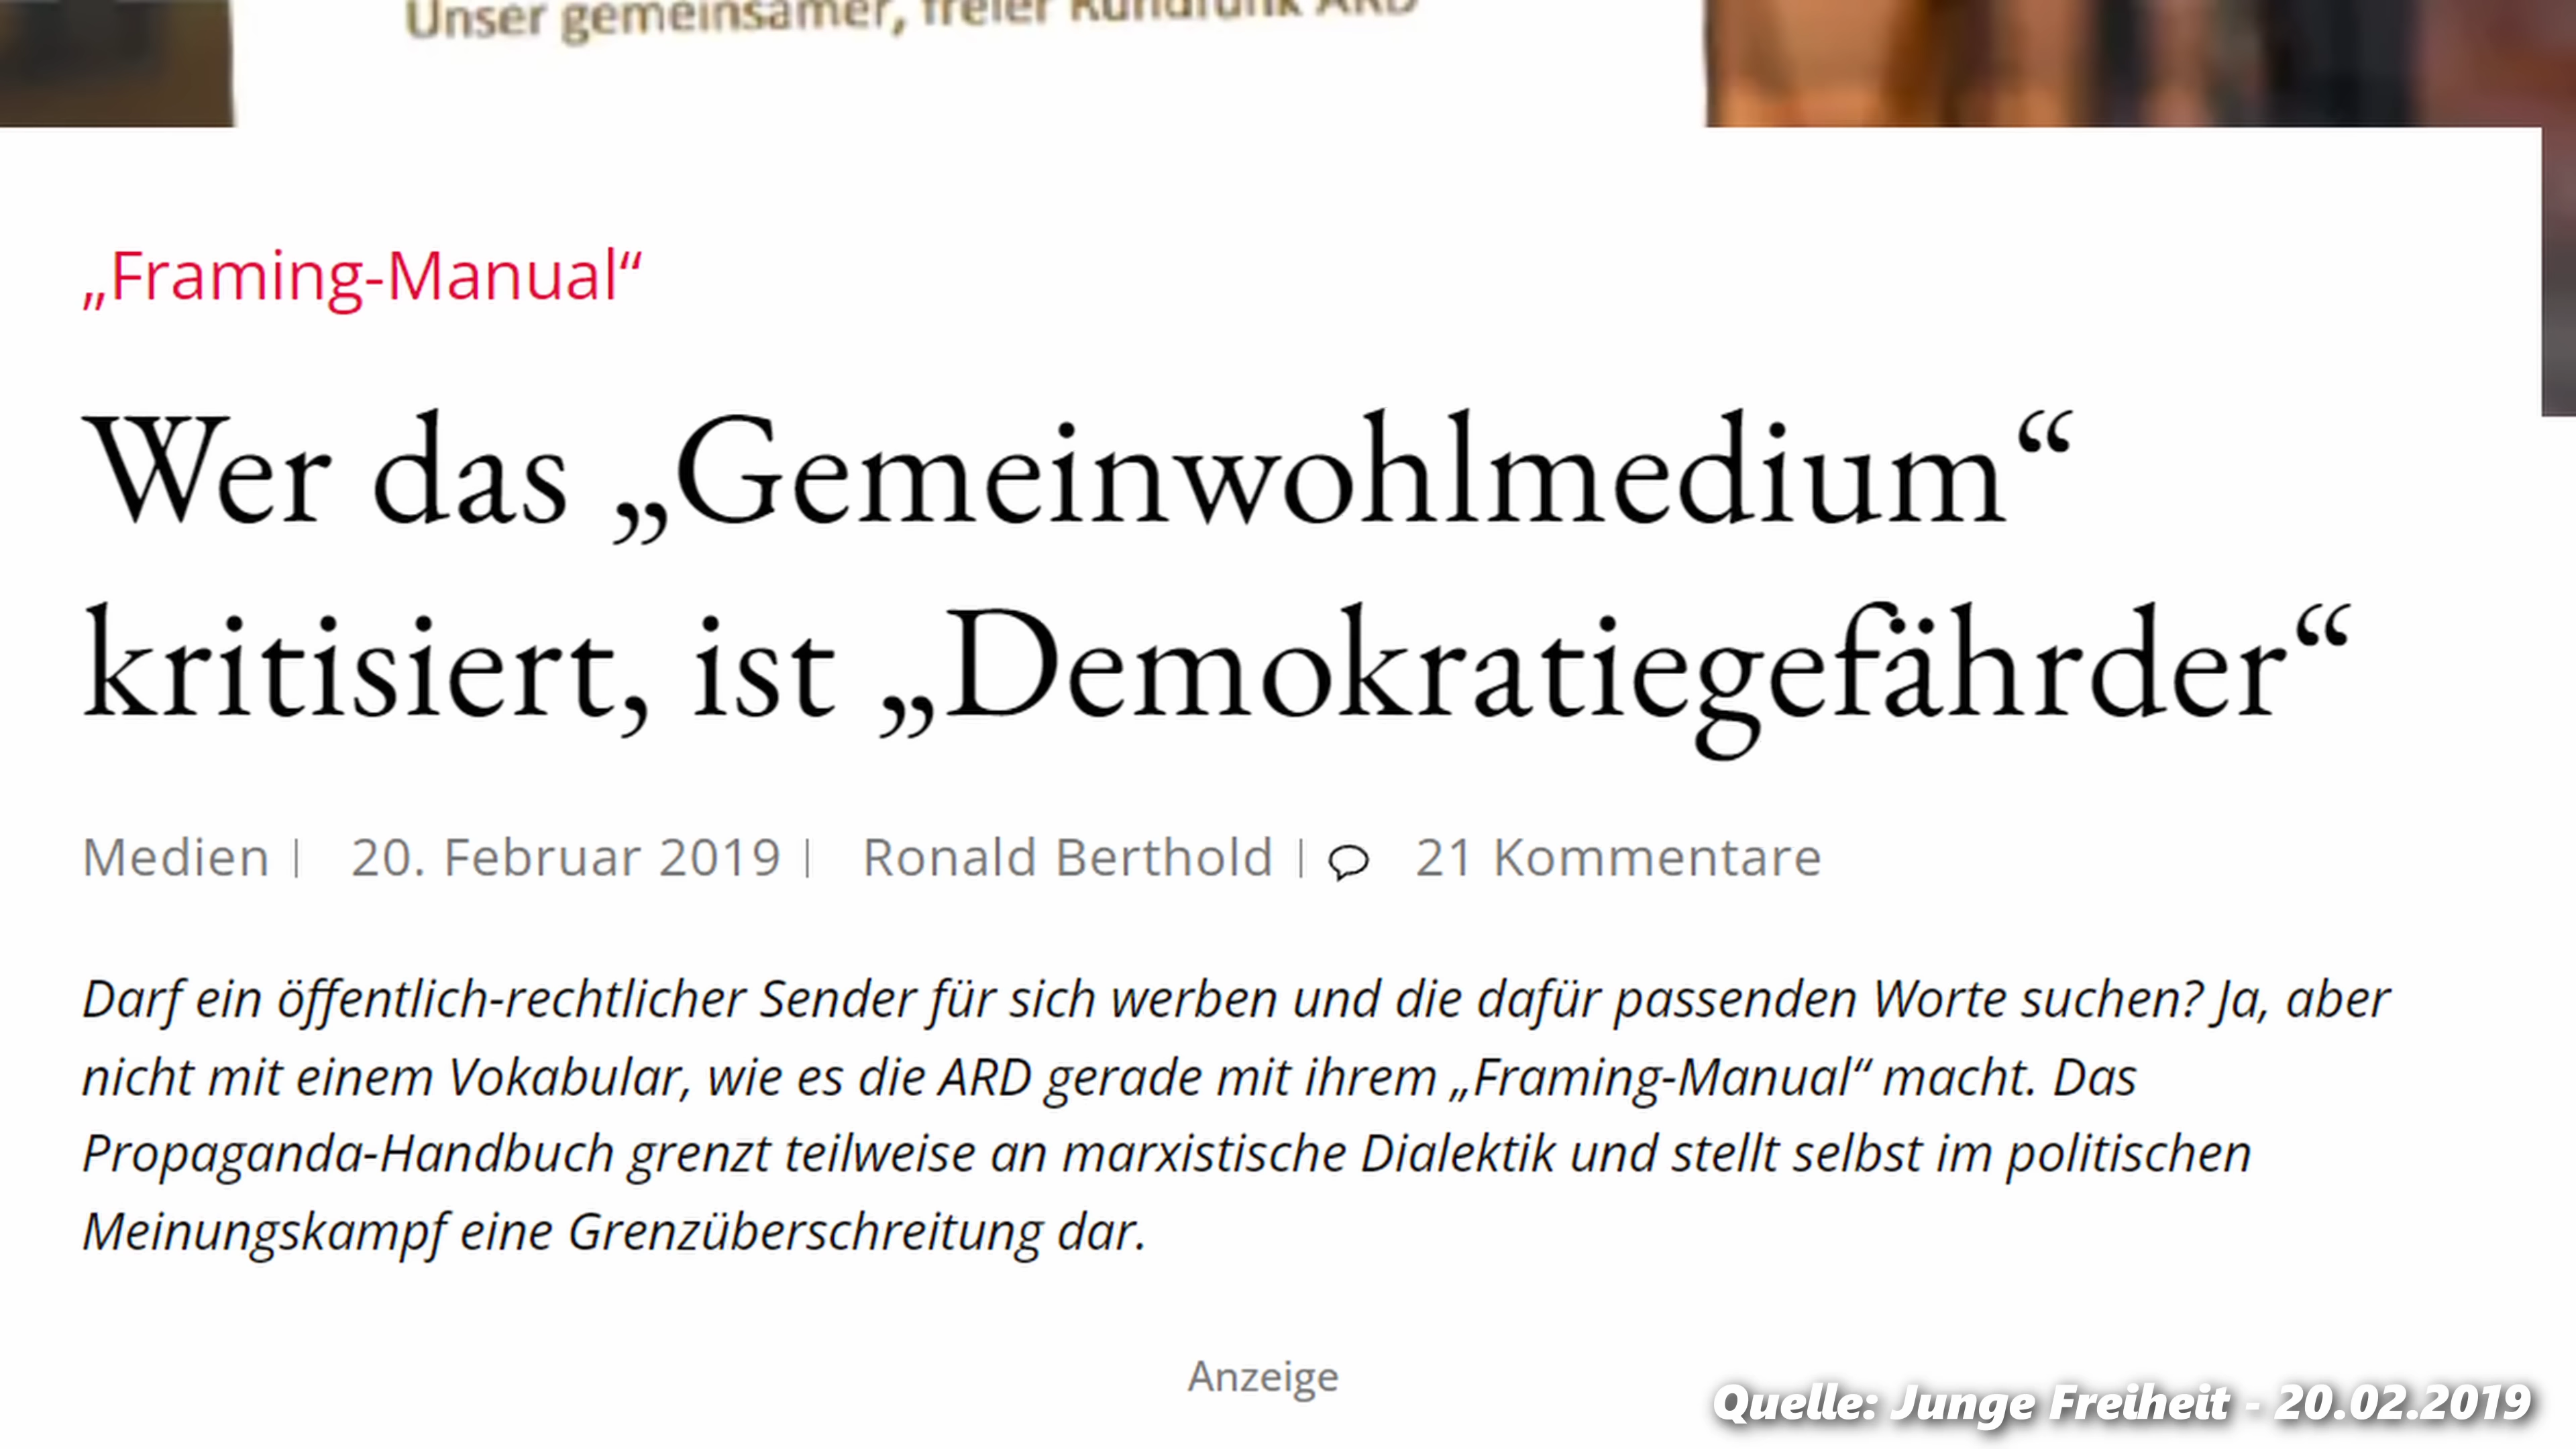 Unser gemeinsamer, freier Rundfunk ARD
„Framing-Manual“
Wer das „Gemeinwohlmedium“
kritisiert, ist „Demokratiegefährder“
Medien | 20. Februar 2019 | Ronald Berthold | 21 Kommentare
Darf ein öffentlich-rechtlicher Sender für sich werben und die dafür passenden Worte suchen? Ja, aber
nicht mit einem Vokabular, wie es die ARD gerade mit ihrem „Framing-Manual“ macht. Das
Propaganda-Handbuch grenzt teilweise an marxistische Dialektik und stellt selbst im politischen
Meinungskampf eine Grenzüberschreitung dar.
Anzeige
Quelle: Junge Freiheit - 20.02.2019